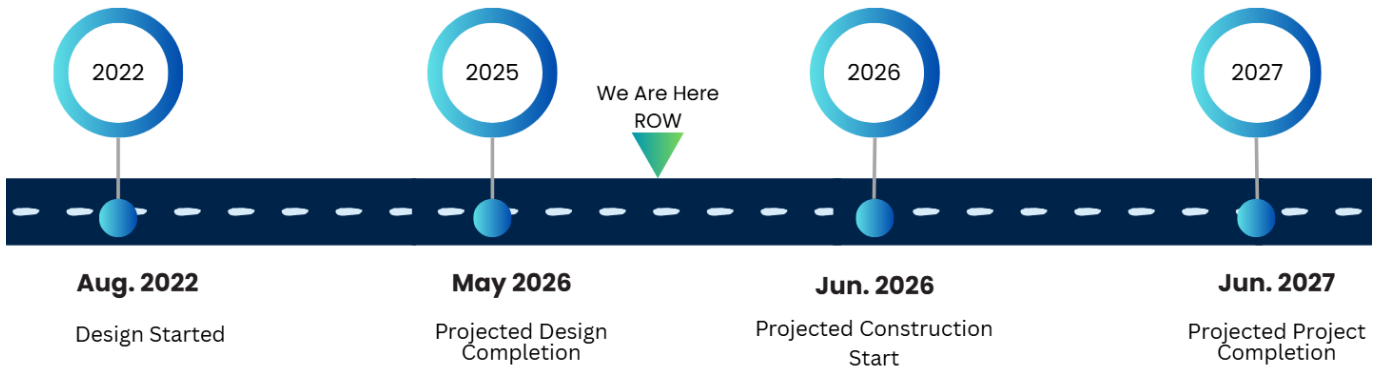 2022
2025
We Are Here
ROW
2026
2027
Aug. 2022
Design Started
May 2026
Projected Design
Completion
Jun. 2026
Projected Construction
Start
Jun. 2027
Projected Project
Completion